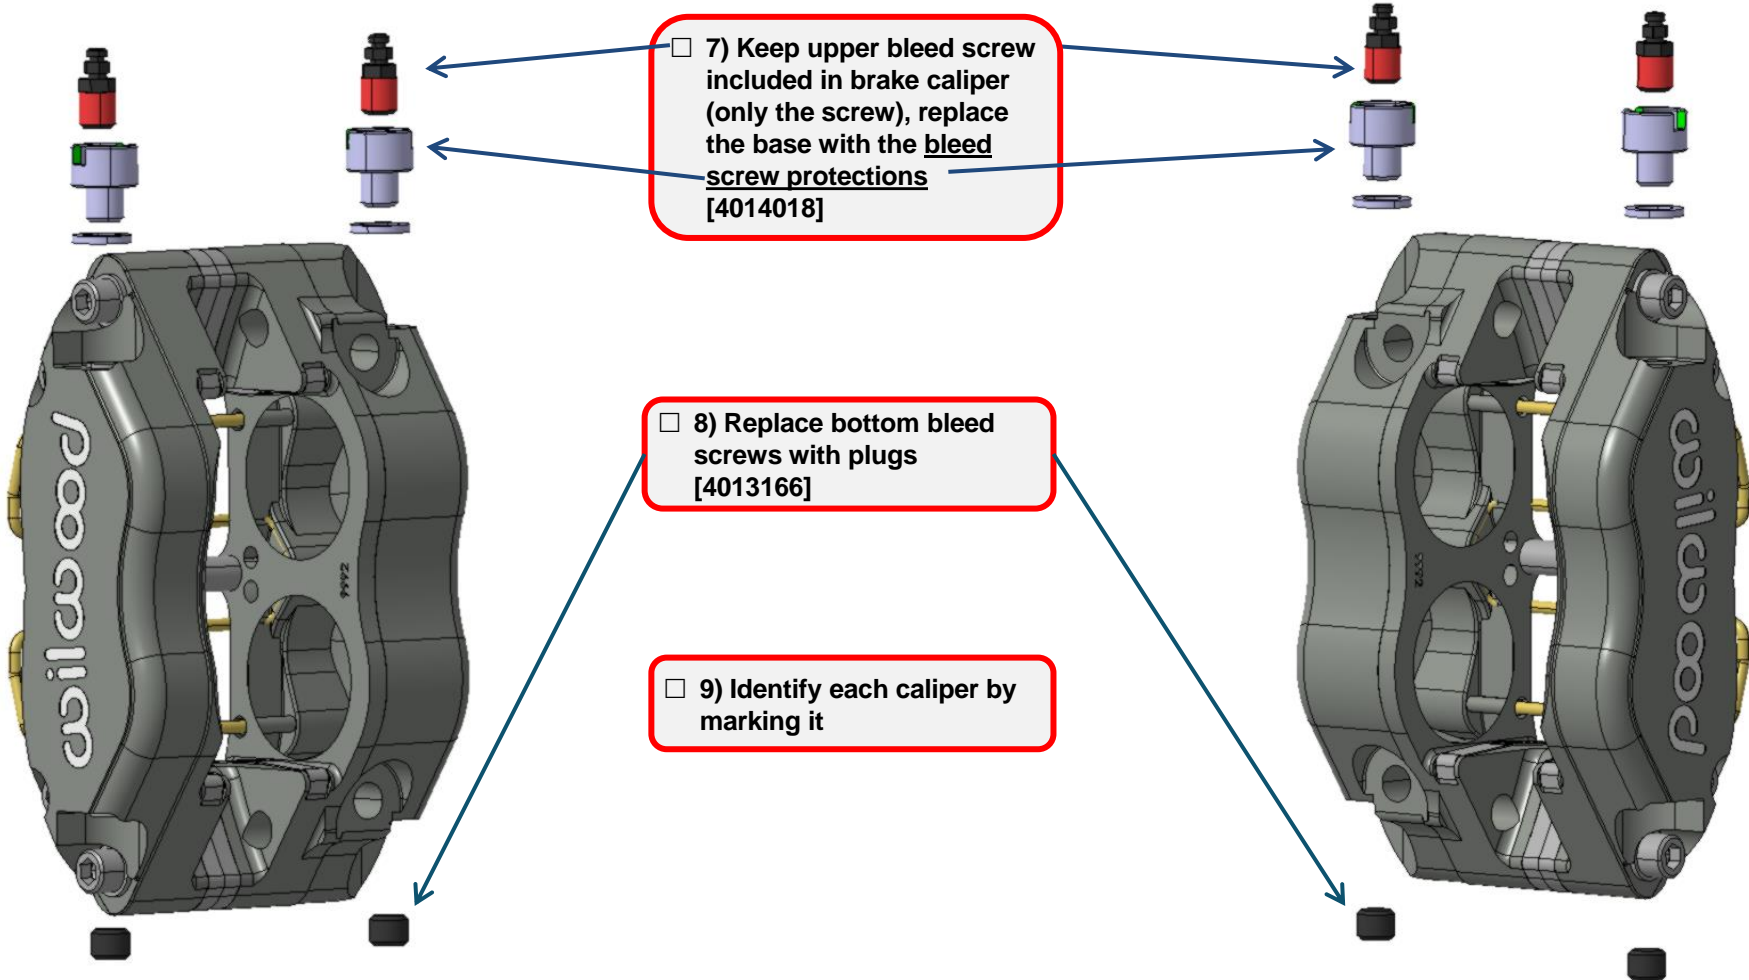 ☐ 7) Keep upper bleed screw
included in brake caliper
(only the screw), replace
the base with the bleed
screw protections
[4014018]
☐ 8) Replace bottom bleed
screws with plugs
[4013166]
☐ 9) Identify each caliper by
marking it
wilwood
9992
wilwood